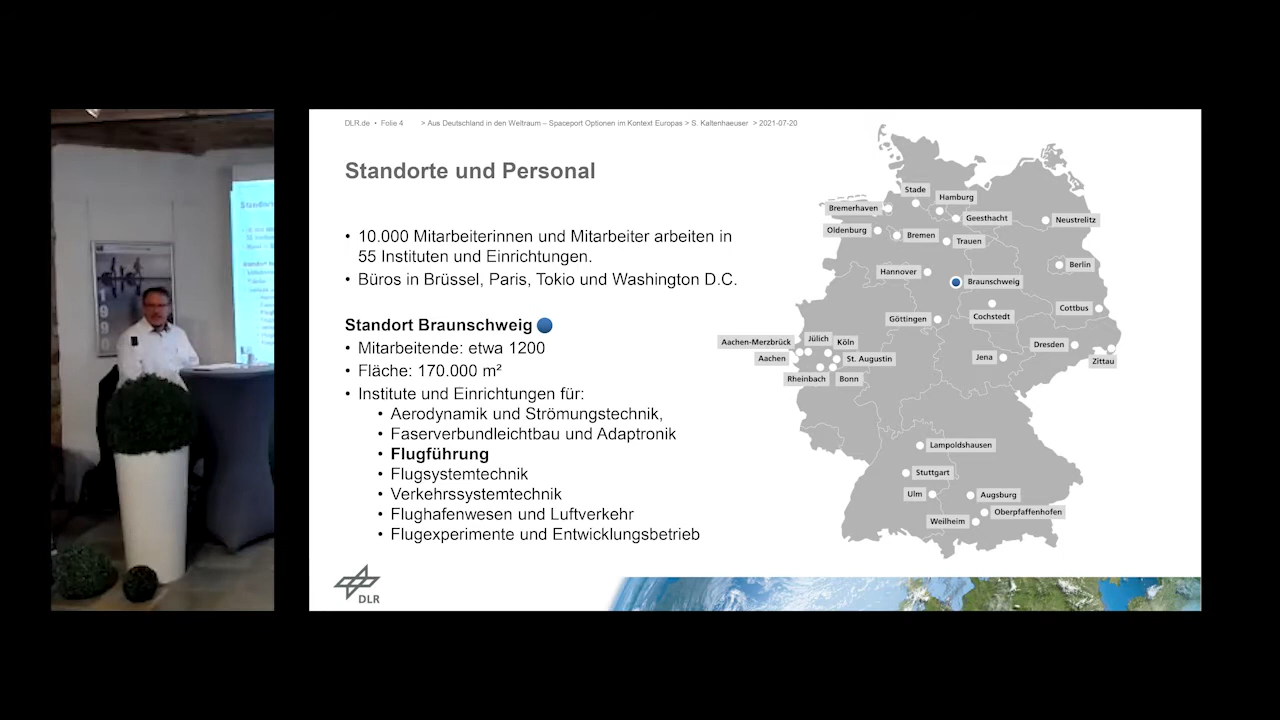 DLR.de • Folie 4 > Aus Deutschland in den Weltraum – Spaceport Optionen im Kontext Europas > S. Kaltenhaeuser > 2021-07-20
Standorte und Personal
• 10.000 Mitarbeiterinnen und Mitarbeiter arbeiten in
55 Instituten und Einrichtungen.
• Büros in Brüssel, Paris, Tokio und Washington D.C.
Standort Braunschweig
• Mitarbeitende: etwa 1200
• Fläche: 170.000 m²
• Institute und Einrichtungen für:
• Aerodynamik und Strömungstechnik,
• Faserverbundleichtbau und Adaptronik
• Flugführung
• Flugsystemtechnik
• Verkehrssystemtechnik
• Flughafenwesen und Luftverkehr
• Flugexperimente und Entwicklungsbetrieb
DLR
Stade
Hamburg
Bremerhaven
Geesthacht
Neustrelitz
Oldenburg
Bremen
Trauen
Berlin
Hannover
Braunschweig
Cottbus
Göttingen
Cochstedt
Aachen-Merzbrück
Jülich
Köln
Dresden
Aachen
St. Augustin
Jena
Zittau
Rheinbach
Bonn
Lampoldshausen
Stuttgart
Ulm
Augsburg
Oberpfaffenhofen
Weilheim